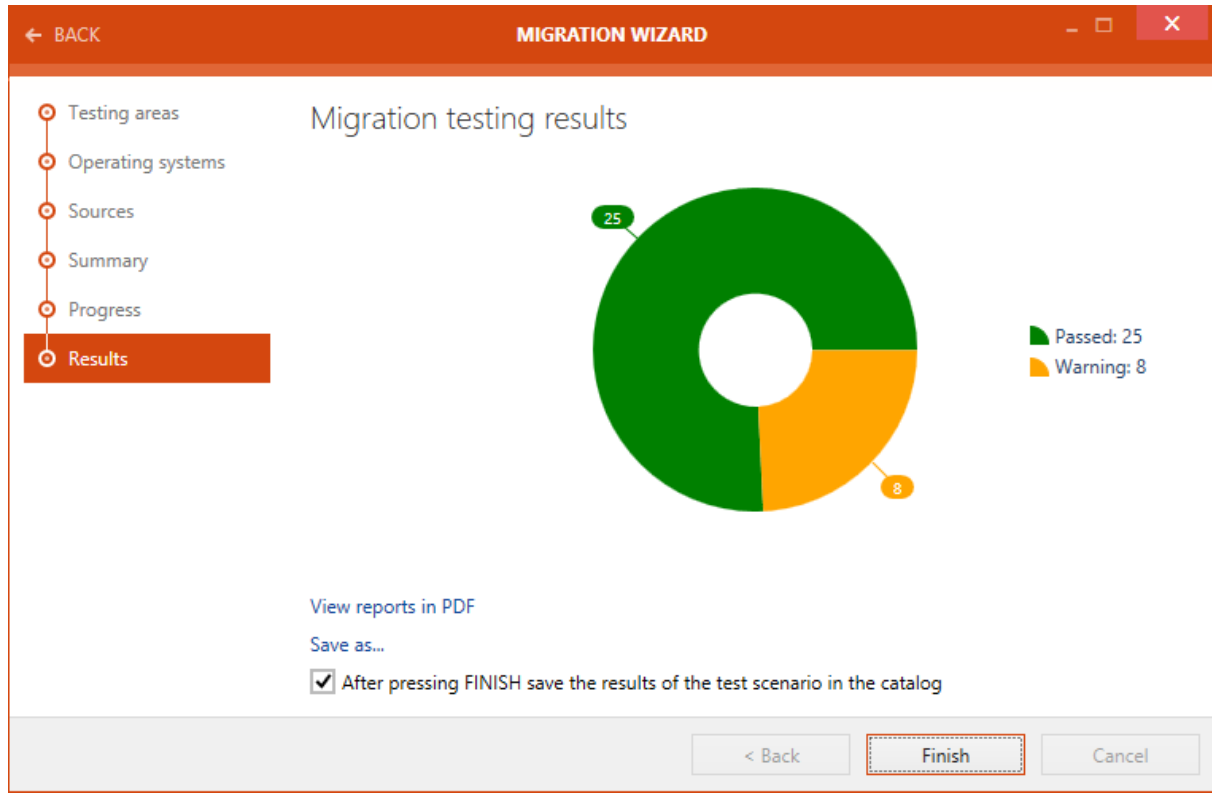 BACK
MIGRATION WIZARD
Testing areas
Operating systems
Sources
Summary
Progress
Results
Migration testing results
25
8
Passed: 25
Warning: 8
View reports in PDF
Save as...
After pressing FINISH save the results of the test scenario in the catalog
< Back
Finish
Cancel